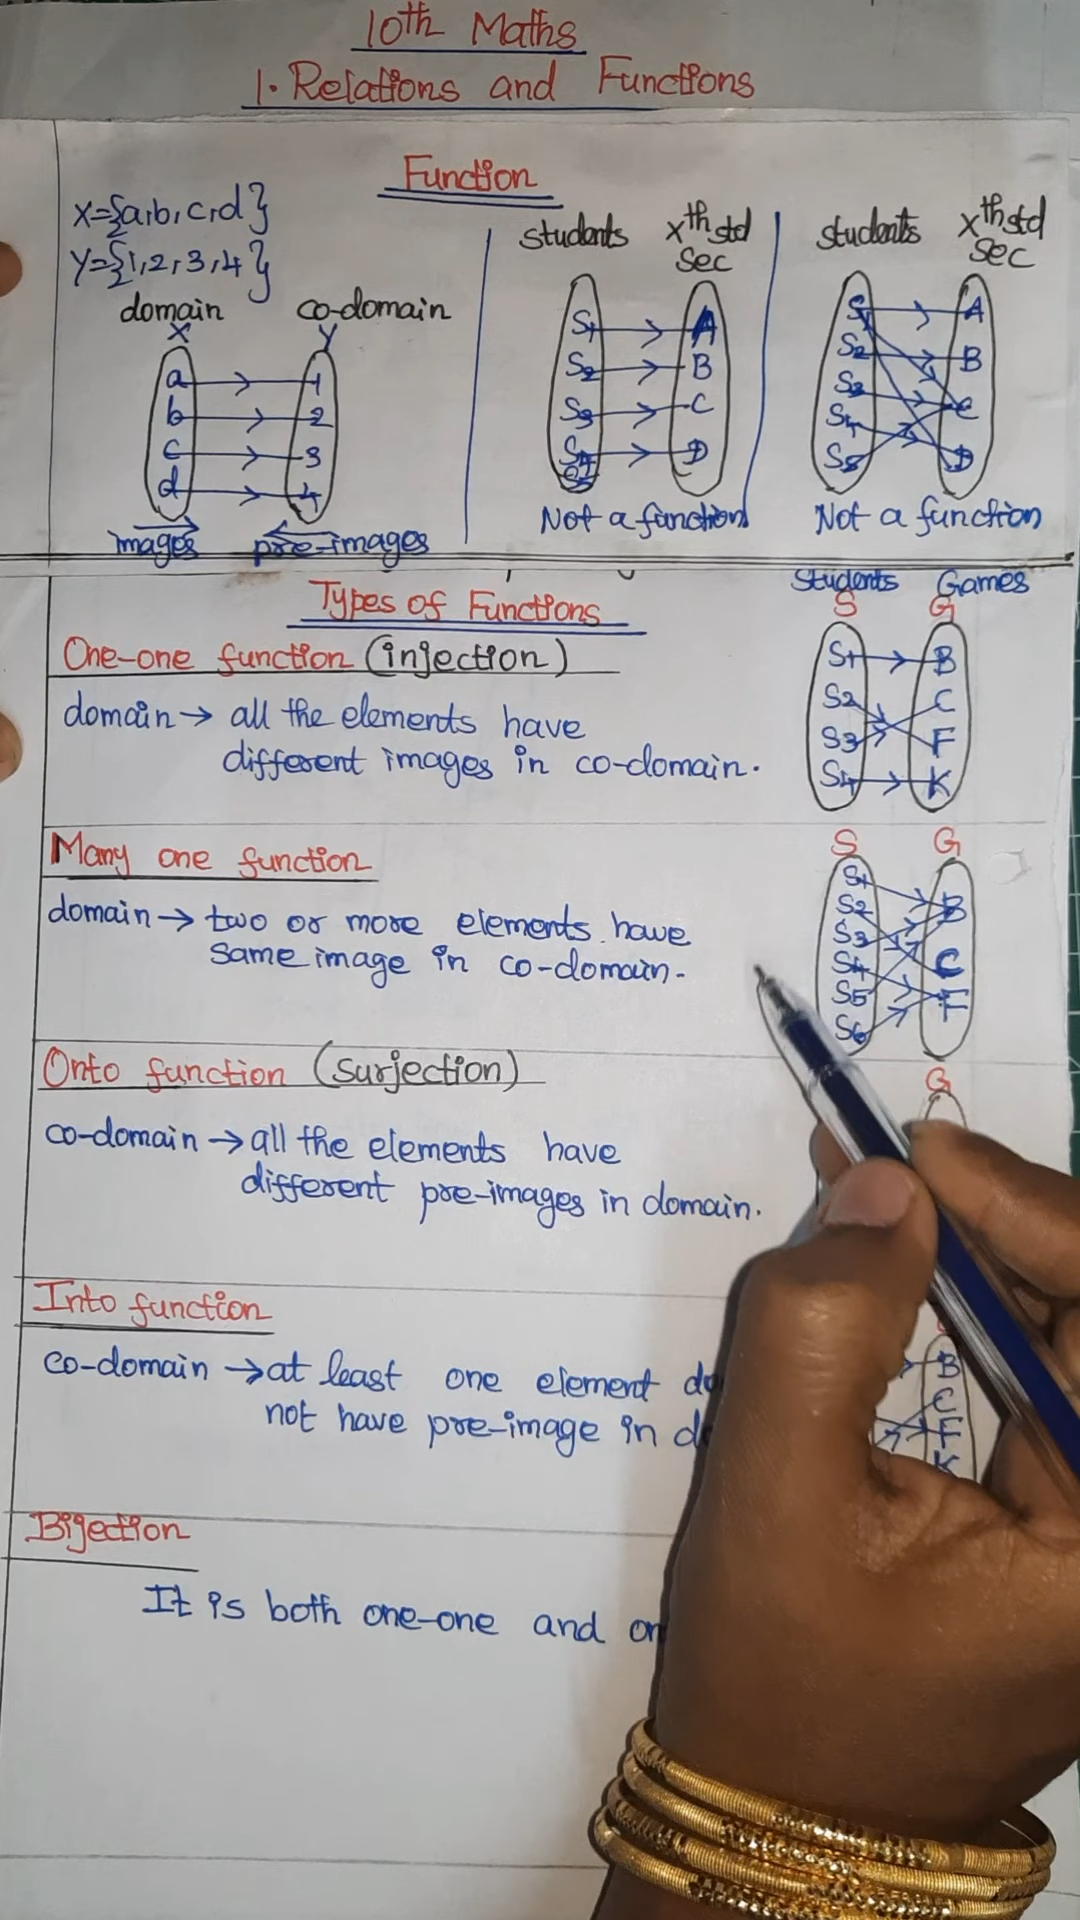 10th Maths
1. Relations and Functions
Function
X={a,b,c,d}
Y={1,2,3,4}
domain co-domain
X Y
a 1
b 2
c 3
d 4
images pre-images
students Xth std
sec
S1 A
S2 B
S3 C
S4 D
Not a function
students Xth std
sec
S1 A
S2 B
S3 C
S4 D
S5
Not a function
Types of Functions
Students Games
S G
One-one function (injection)
domain → all the elements have
different images in co-domain.
S1 B
S2 C
S3 F
S4 K
Many one function
domain → two or more elements have
same image in co-domain.
S G
S1 B
S2 C
S3 F
S4
S5
S6
Onto function (surjection)
co-domain → all the elements have
different pre-images in domain.
G
Into function
co-domain → at least one element
not have pre-image in
B
C
F
K
Bijection
It is both one-one and